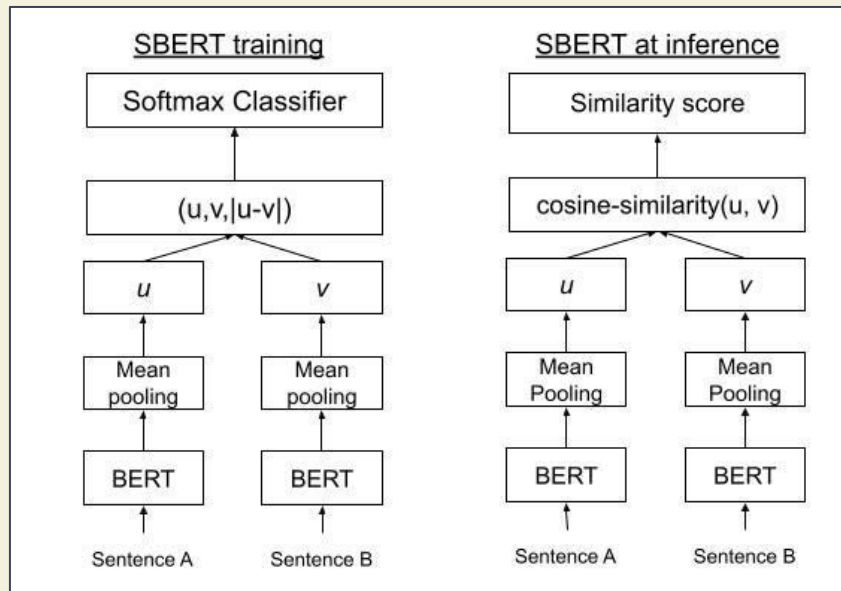 SBERT training
Softmax Classifier
(u,v,|u-v|)
u
v
Mean
pooling
Mean
pooling
BERT
BERT
Sentence A
Sentence B
SBERT at inference
Similarity score
cosine-similarity(u, v)
u
v
Mean
Pooling
Mean
Pooling
BERT
BERT
Sentence A
Sentence B